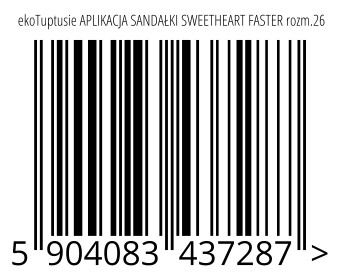 ekoTuptusie APLIKACJA SANDAŁKI SWEETHEART FASTER rozm.26
5 904083 437287 >